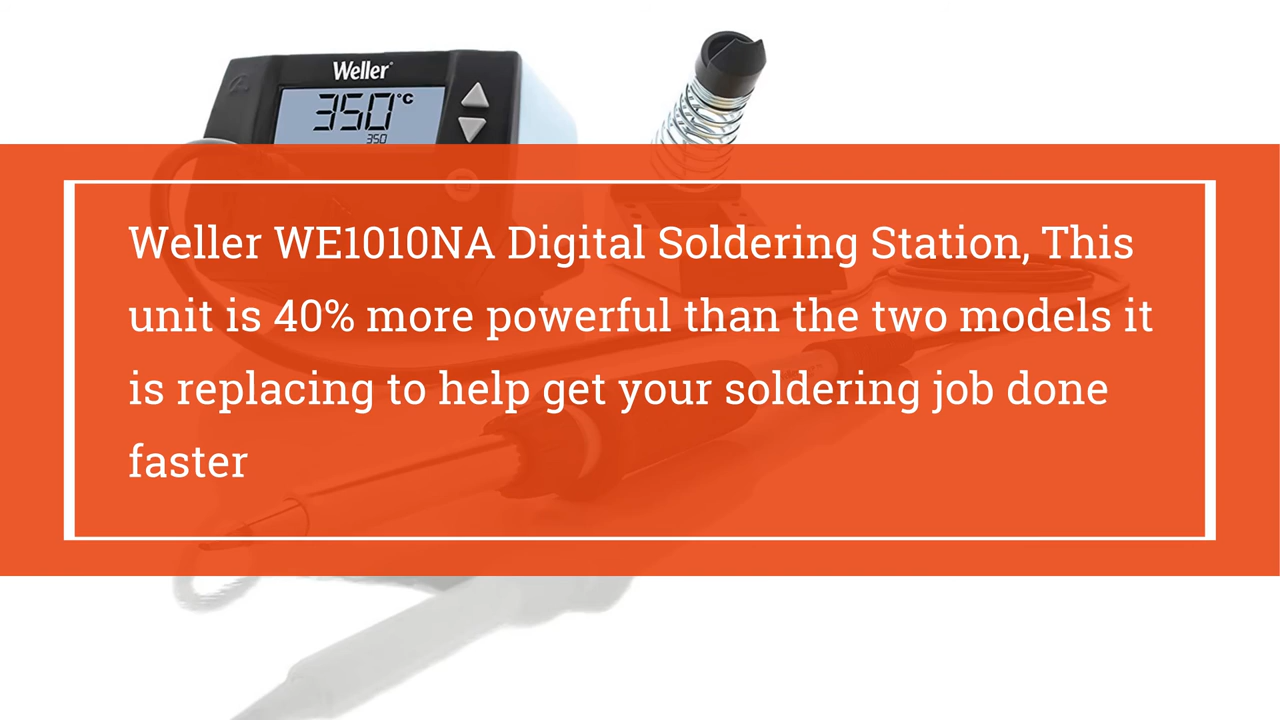 Weller
350°C
350
Weller WE1010NA Digital Soldering Station, This
unit is 40% more powerful than the two models it
is replacing to help get your soldering job done
faster